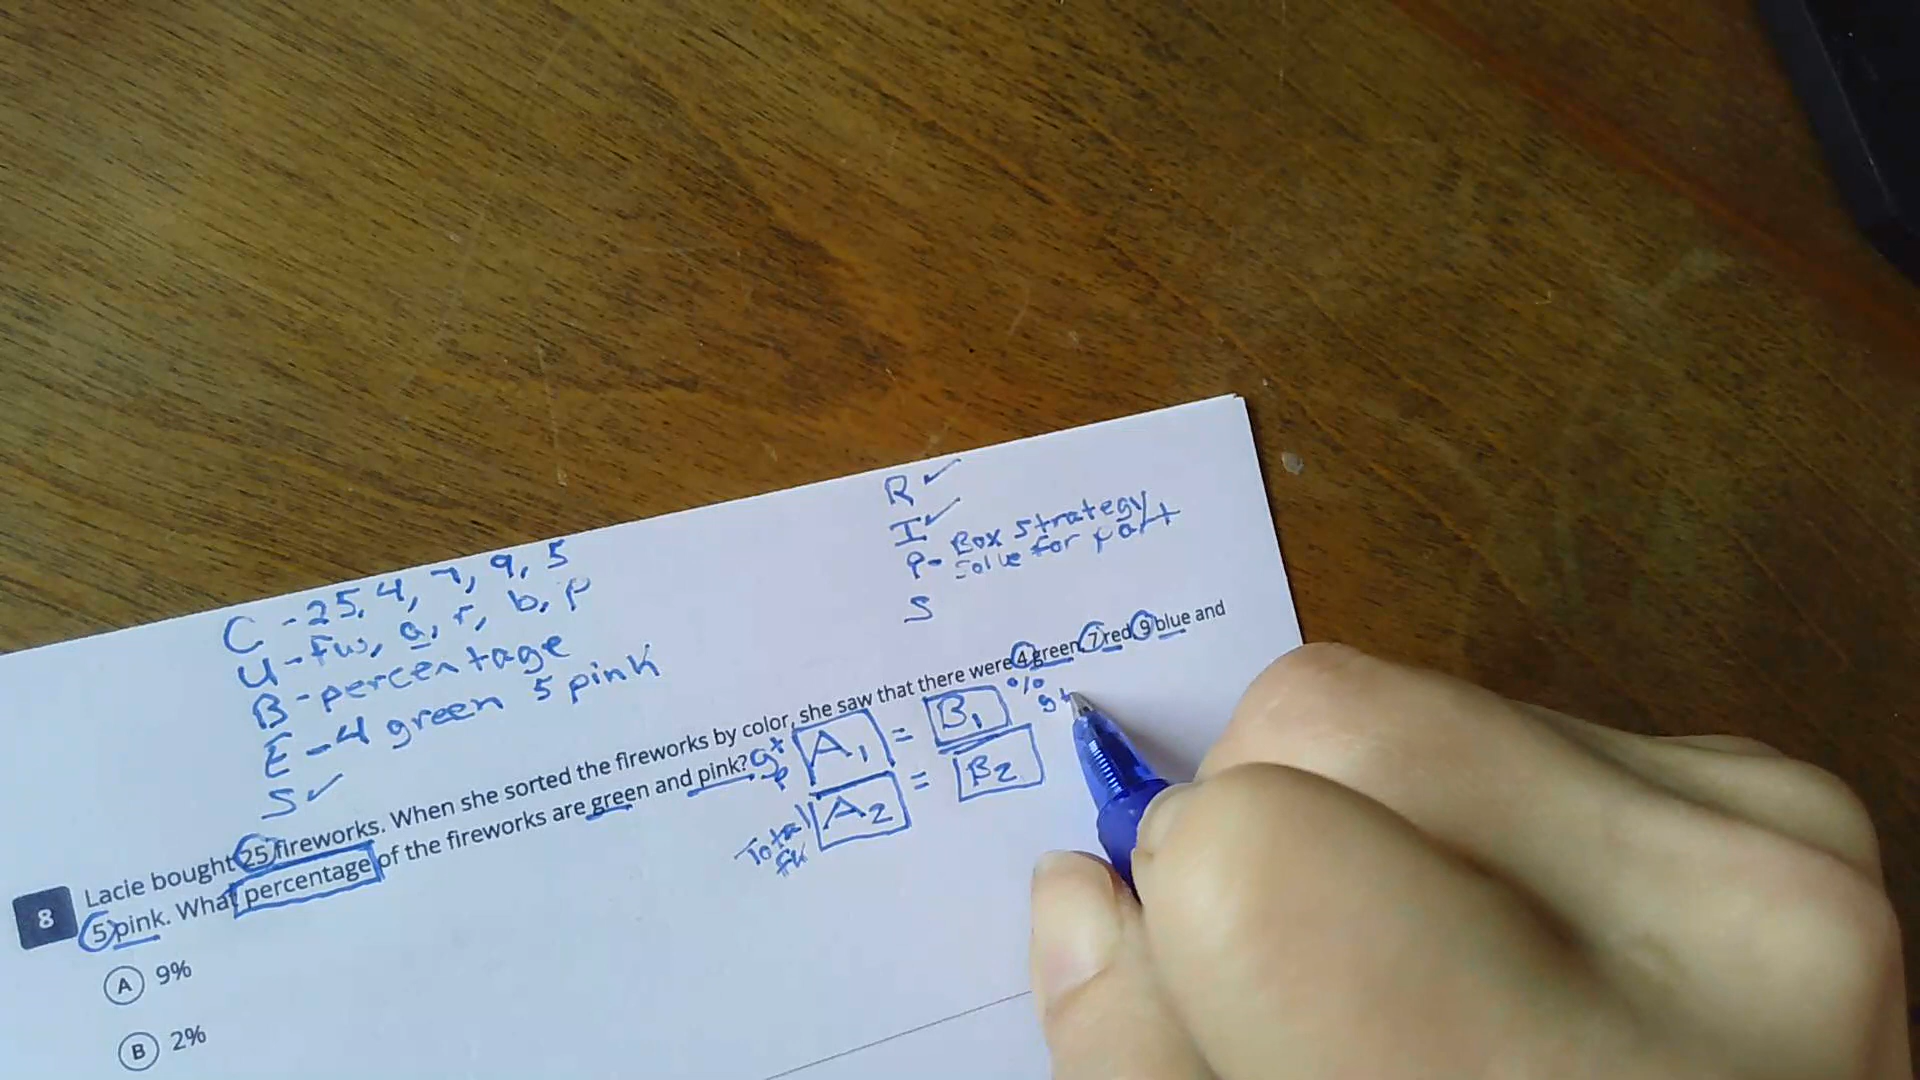 C - 25, 4, 7, 9, 5
U - fws, g, r, b, p
B - percentage
E - 4 green 5 pink
S ✓
R ✓
I ✓
P - Box Strategy
solve for part
S
8 Lacie bought 25 fireworks. When she sorted the fireworks by color, she saw that there were 4 green, 7 red, 9 blue and
5 pink. What percentage of the fireworks are green and pink?
g + p A1 = B1 % g +
Total FW A2 = B2
A 9%
B 2%